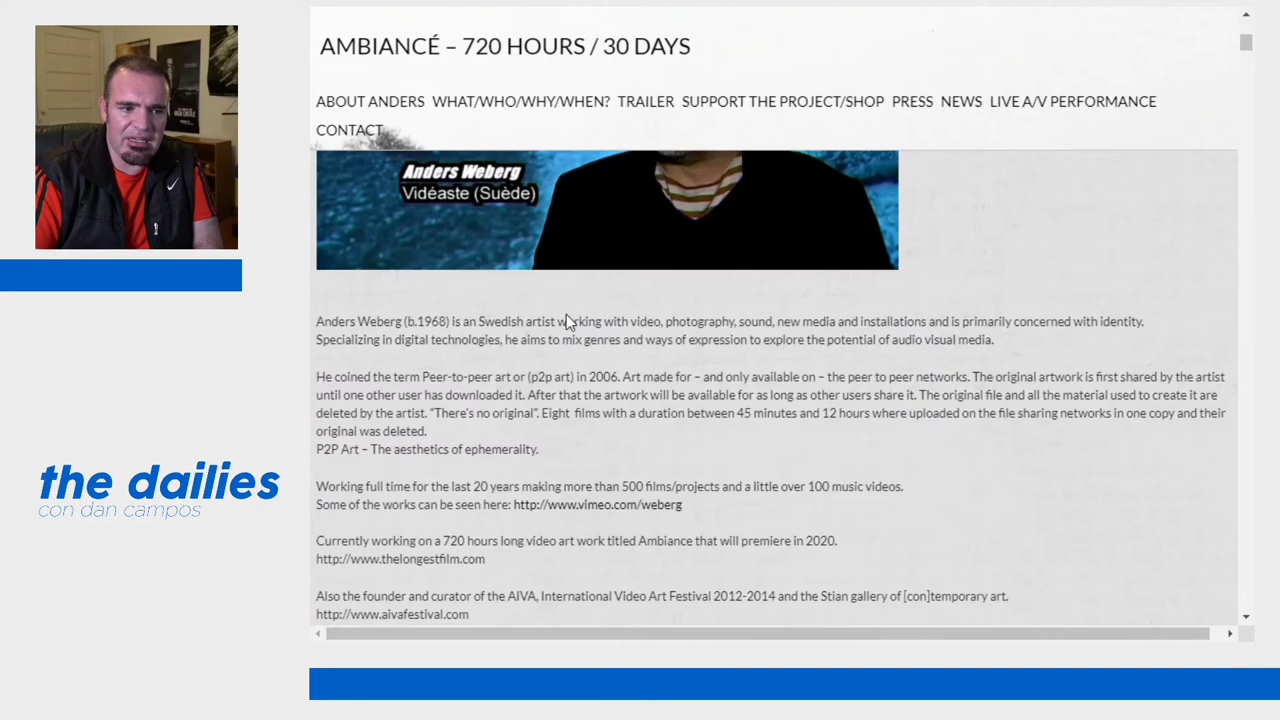 AMBIANCÉ – 720 HOURS / 30 DAYS
ABOUT ANDERS WHAT/WHO/WHY/WHEN? TRAILER SUPPORT THE PROJECT/SHOP PRESS NEWS LIVE A/V PERFORMANCE
CONTACT
Anders Weberg
Vidéaste (Suède)
Anders Weberg (b.1968) is an Swedish artist working with video, photography, sound, new media and installations and is primarily concerned with identity.
Specializing in digital technologies, he aims to mix genres and ways of expression to explore the potential of audio visual media.
He coined the term Peer-to-peer art or (p2p art) in 2006. Art made for – and only available on – the peer to peer networks. The original artwork is first shared by the artist
until one other user has downloaded it. After that the artwork will be available for as long as other users share it. The original file and all the material used to create it are
deleted by the artist. “There's no original”. Eight films with a duration between 45 minutes and 12 hours where uploaded on the file sharing networks in one copy and their
original was deleted.
P2P Art – The aesthetics of ephemerality.
Working full time for the last 20 years making more than 500 films/projects and a little over 100 music videos.
Some of the works can be seen here: http://www.vimeo.com/weberg
Currently working on a 720 hours long video art work titled Ambiance that will premiere in 2020.
http://www.thelongestfilm.com
Also the founder and curator of the AIVA, International Video Art Festival 2012-2014 and the Stian gallery of [con]temporary art.
http://www.aivafestival.com
the dailies
con dan campos